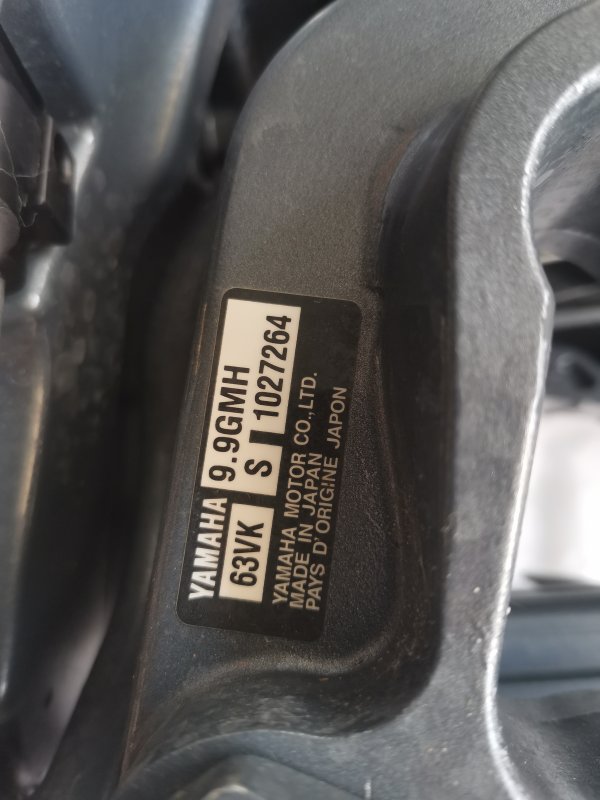 YAMAHA 9.9GMH
63VK S 1027264
YAMAHA MOTOR CO.,LTD.
MADE IN JAPAN
PAYS D'ORIGINE JAPON